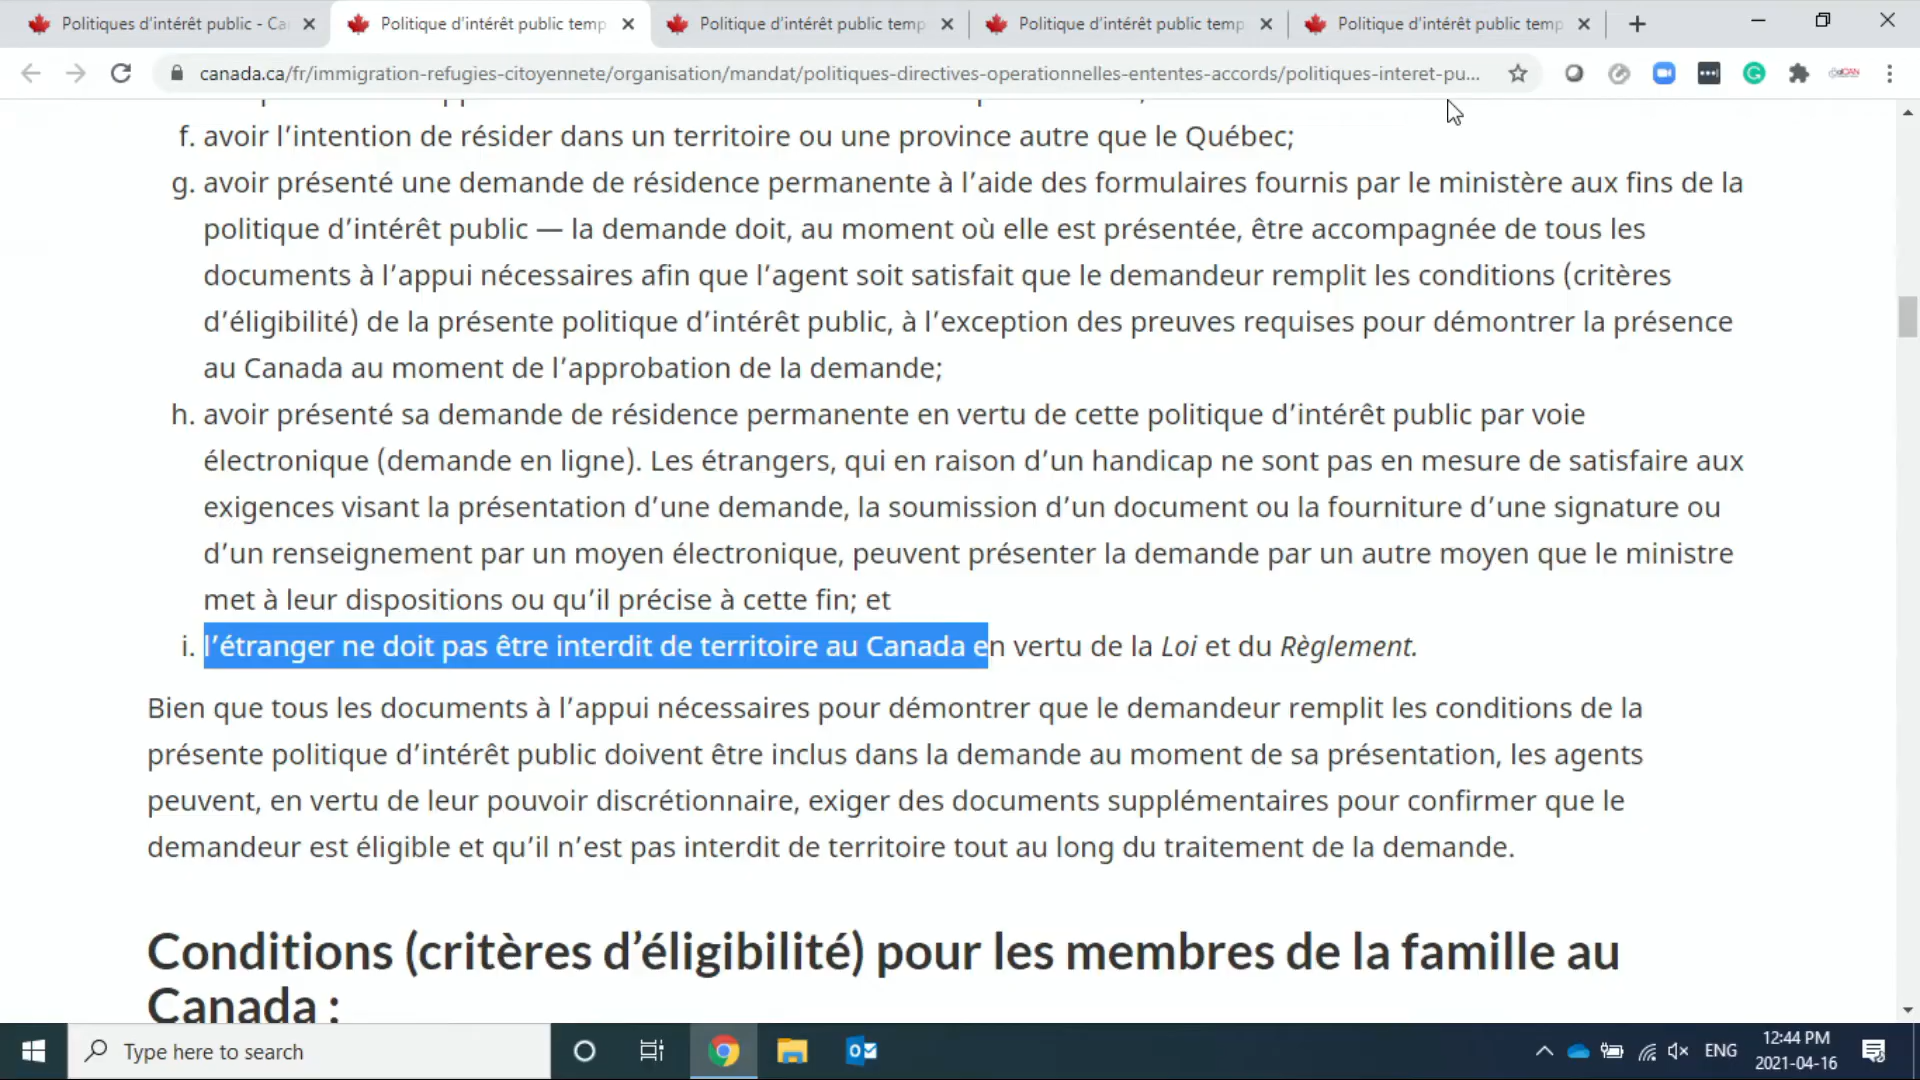 Politiques d’intérêt public - Ca
Politique d’intérêt public temp
Politique d’intérêt public temp
Politique d’intérêt public temp
Politique d’intérêt public temp
canada.ca/fr/immigration-refugies-citoyennete/organisation/mandat/politiques-directives-operationnelles-ententes-accords/politiques-interet-pu...
f. avoir l’intention de résider dans un territoire ou une province autre que le Québec;
g. avoir présenté une demande de résidence permanente à l’aide des formulaires fournis par le ministère aux fins de la
politique d’intérêt public — la demande doit, au moment où elle est présentée, être accompagnée de tous les
documents à l’appui nécessaires afin que l’agent soit satisfait que le demandeur remplit les conditions (critères
d’éligibilité) de la présente politique d’intérêt public, à l’exception des preuves requises pour démontrer la présence
au Canada au moment de l’approbation de la demande;
h. avoir présenté sa demande de résidence permanente en vertu de cette politique d’intérêt public par voie
électronique (demande en ligne). Les étrangers, qui en raison d’un handicap ne sont pas en mesure de satisfaire aux
exigences visant la présentation d’une demande, la soumission d’un document ou la fourniture d’une signature ou
d’un renseignement par un moyen électronique, peuvent présenter la demande par un autre moyen que le ministre
met à leur dispositions ou qu’il précise à cette fin; et
i. l’étranger ne doit pas être interdit de territoire au Canada en vertu de la Loi et du Règlement.
Bien que tous les documents à l’appui nécessaires pour démontrer que le demandeur remplit les conditions de la
présente politique d’intérêt public doivent être inclus dans la demande au moment de sa présentation, les agents
peuvent, en vertu de leur pouvoir discrétionnaire, exiger des documents supplémentaires pour confirmer que le
demandeur est éligible et qu’il n’est pas interdit de territoire tout au long du traitement de la demande.
Conditions (critères d’éligibilité) pour les membres de la famille au
Canada :
Type here to search
ENG
12:44 PM
2021-04-16